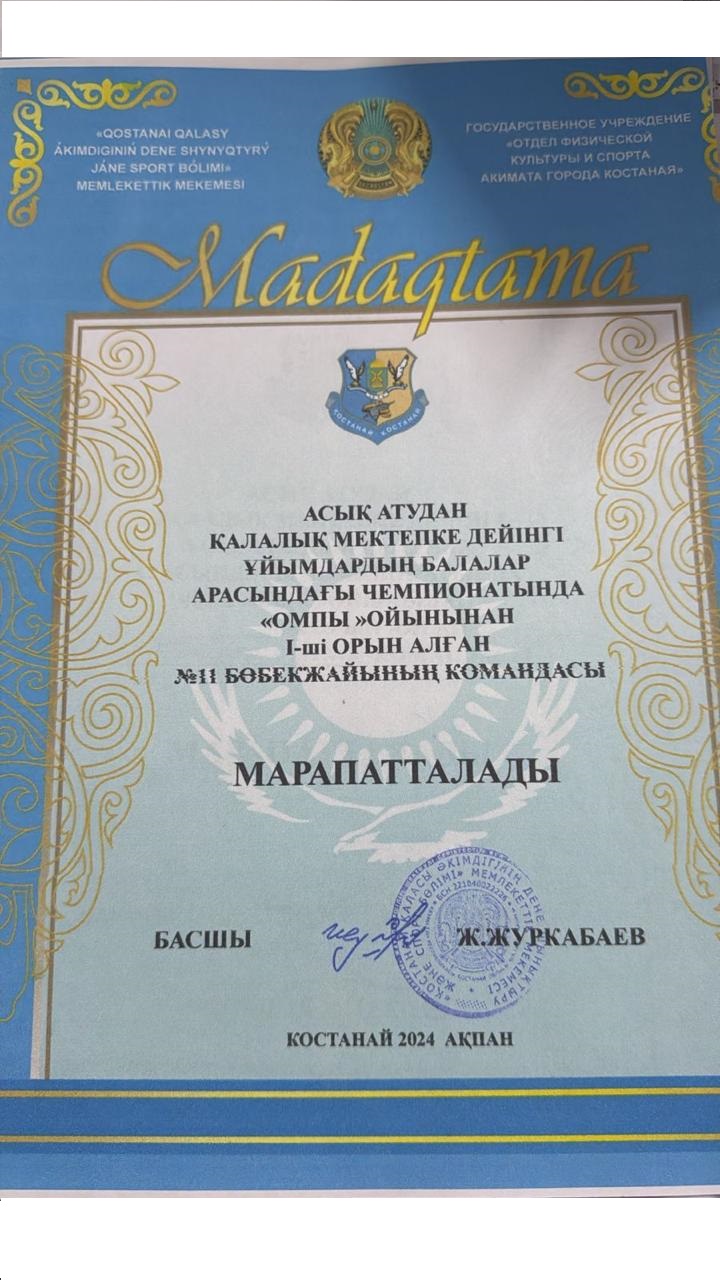 «QOSTANAI QALASY
ÁKIMDIGINIŃ DENE SHYNYQTYRÝ
JÁNE SPORT BÓLIMI»
MEMLEKETTIK MEKEMESI
ГОСУДАРСТВЕННОЕ УЧРЕЖДЕНИЕ
«ОТДЕЛ ФИЗИЧЕСКОЙ
КУЛЬТУРЫ И СПОРТА
АКИМАТА ГОРОДА КОСТАНАЯ»
Madaqtama
КОСТАНАЙ КОСТАНАЙ
АСЫҚ АТУДАН
ҚАЛАЛЫҚ МЕКТЕПКЕ ДЕЙІНГІ
ҰЙЫМДАРДЫҢ БАЛАЛАР
АРАСЫНДАҒЫ ЧЕМПИОНАТЫНДА
«ОМПЫ »ОЙЫНЫНАН
І-ші ОРЫН АЛҒАН
№11 БӨБЕКЖАЙЫНЫҢ КОМАНДАСЫ
МАРАПАТТАЛАДЫ
БАСШЫ
Ж.ЖУРКАБАЕВ
КОСТАНАЙ 2024 АҚПАН